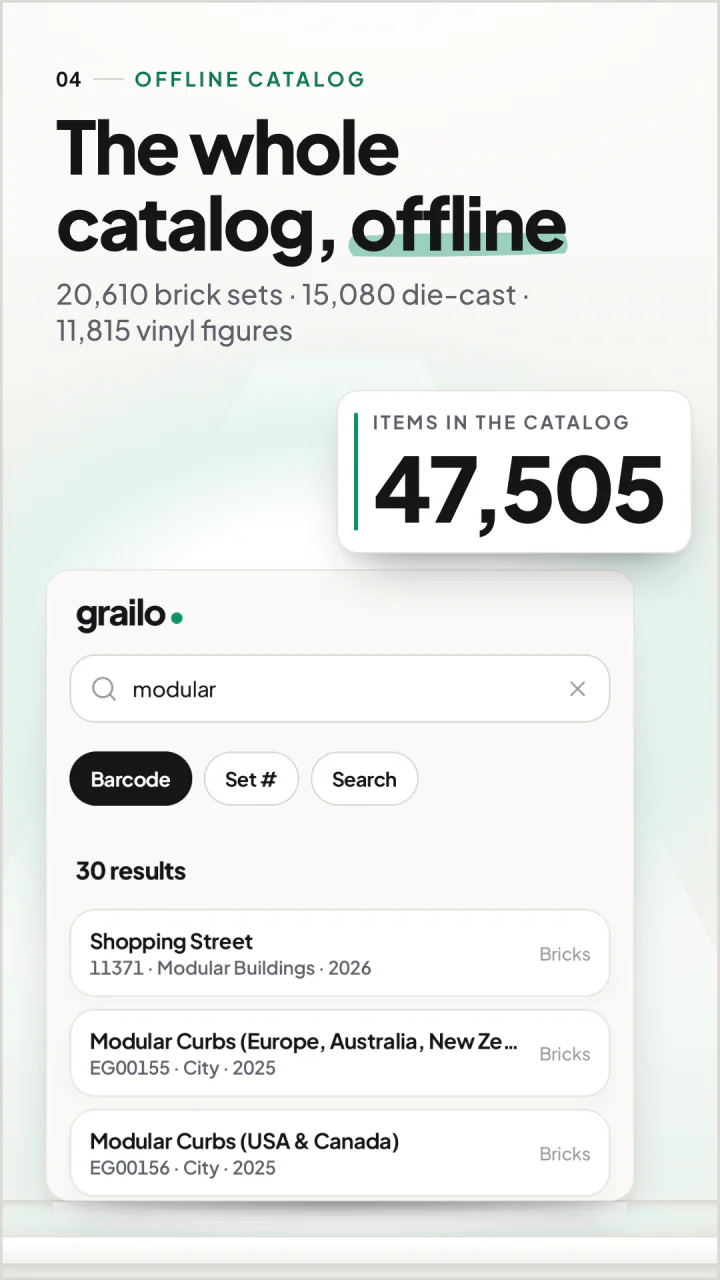 04 — OFFLINE CATALOG
The whole
catalog, offline
20,610 brick sets · 15,080 die-cast ·
11,815 vinyl figures
ITEMS IN THE CATALOG
47,505
grailo
modular
Barcode
Set #
Search
30 results
Shopping Street
11371 · Modular Buildings · 2026
Bricks
Modular Curbs (Europe, Australia, New Ze...
EG00155 · City · 2025
Bricks
Modular Curbs (USA & Canada)
EG00156 · City · 2025
Bricks